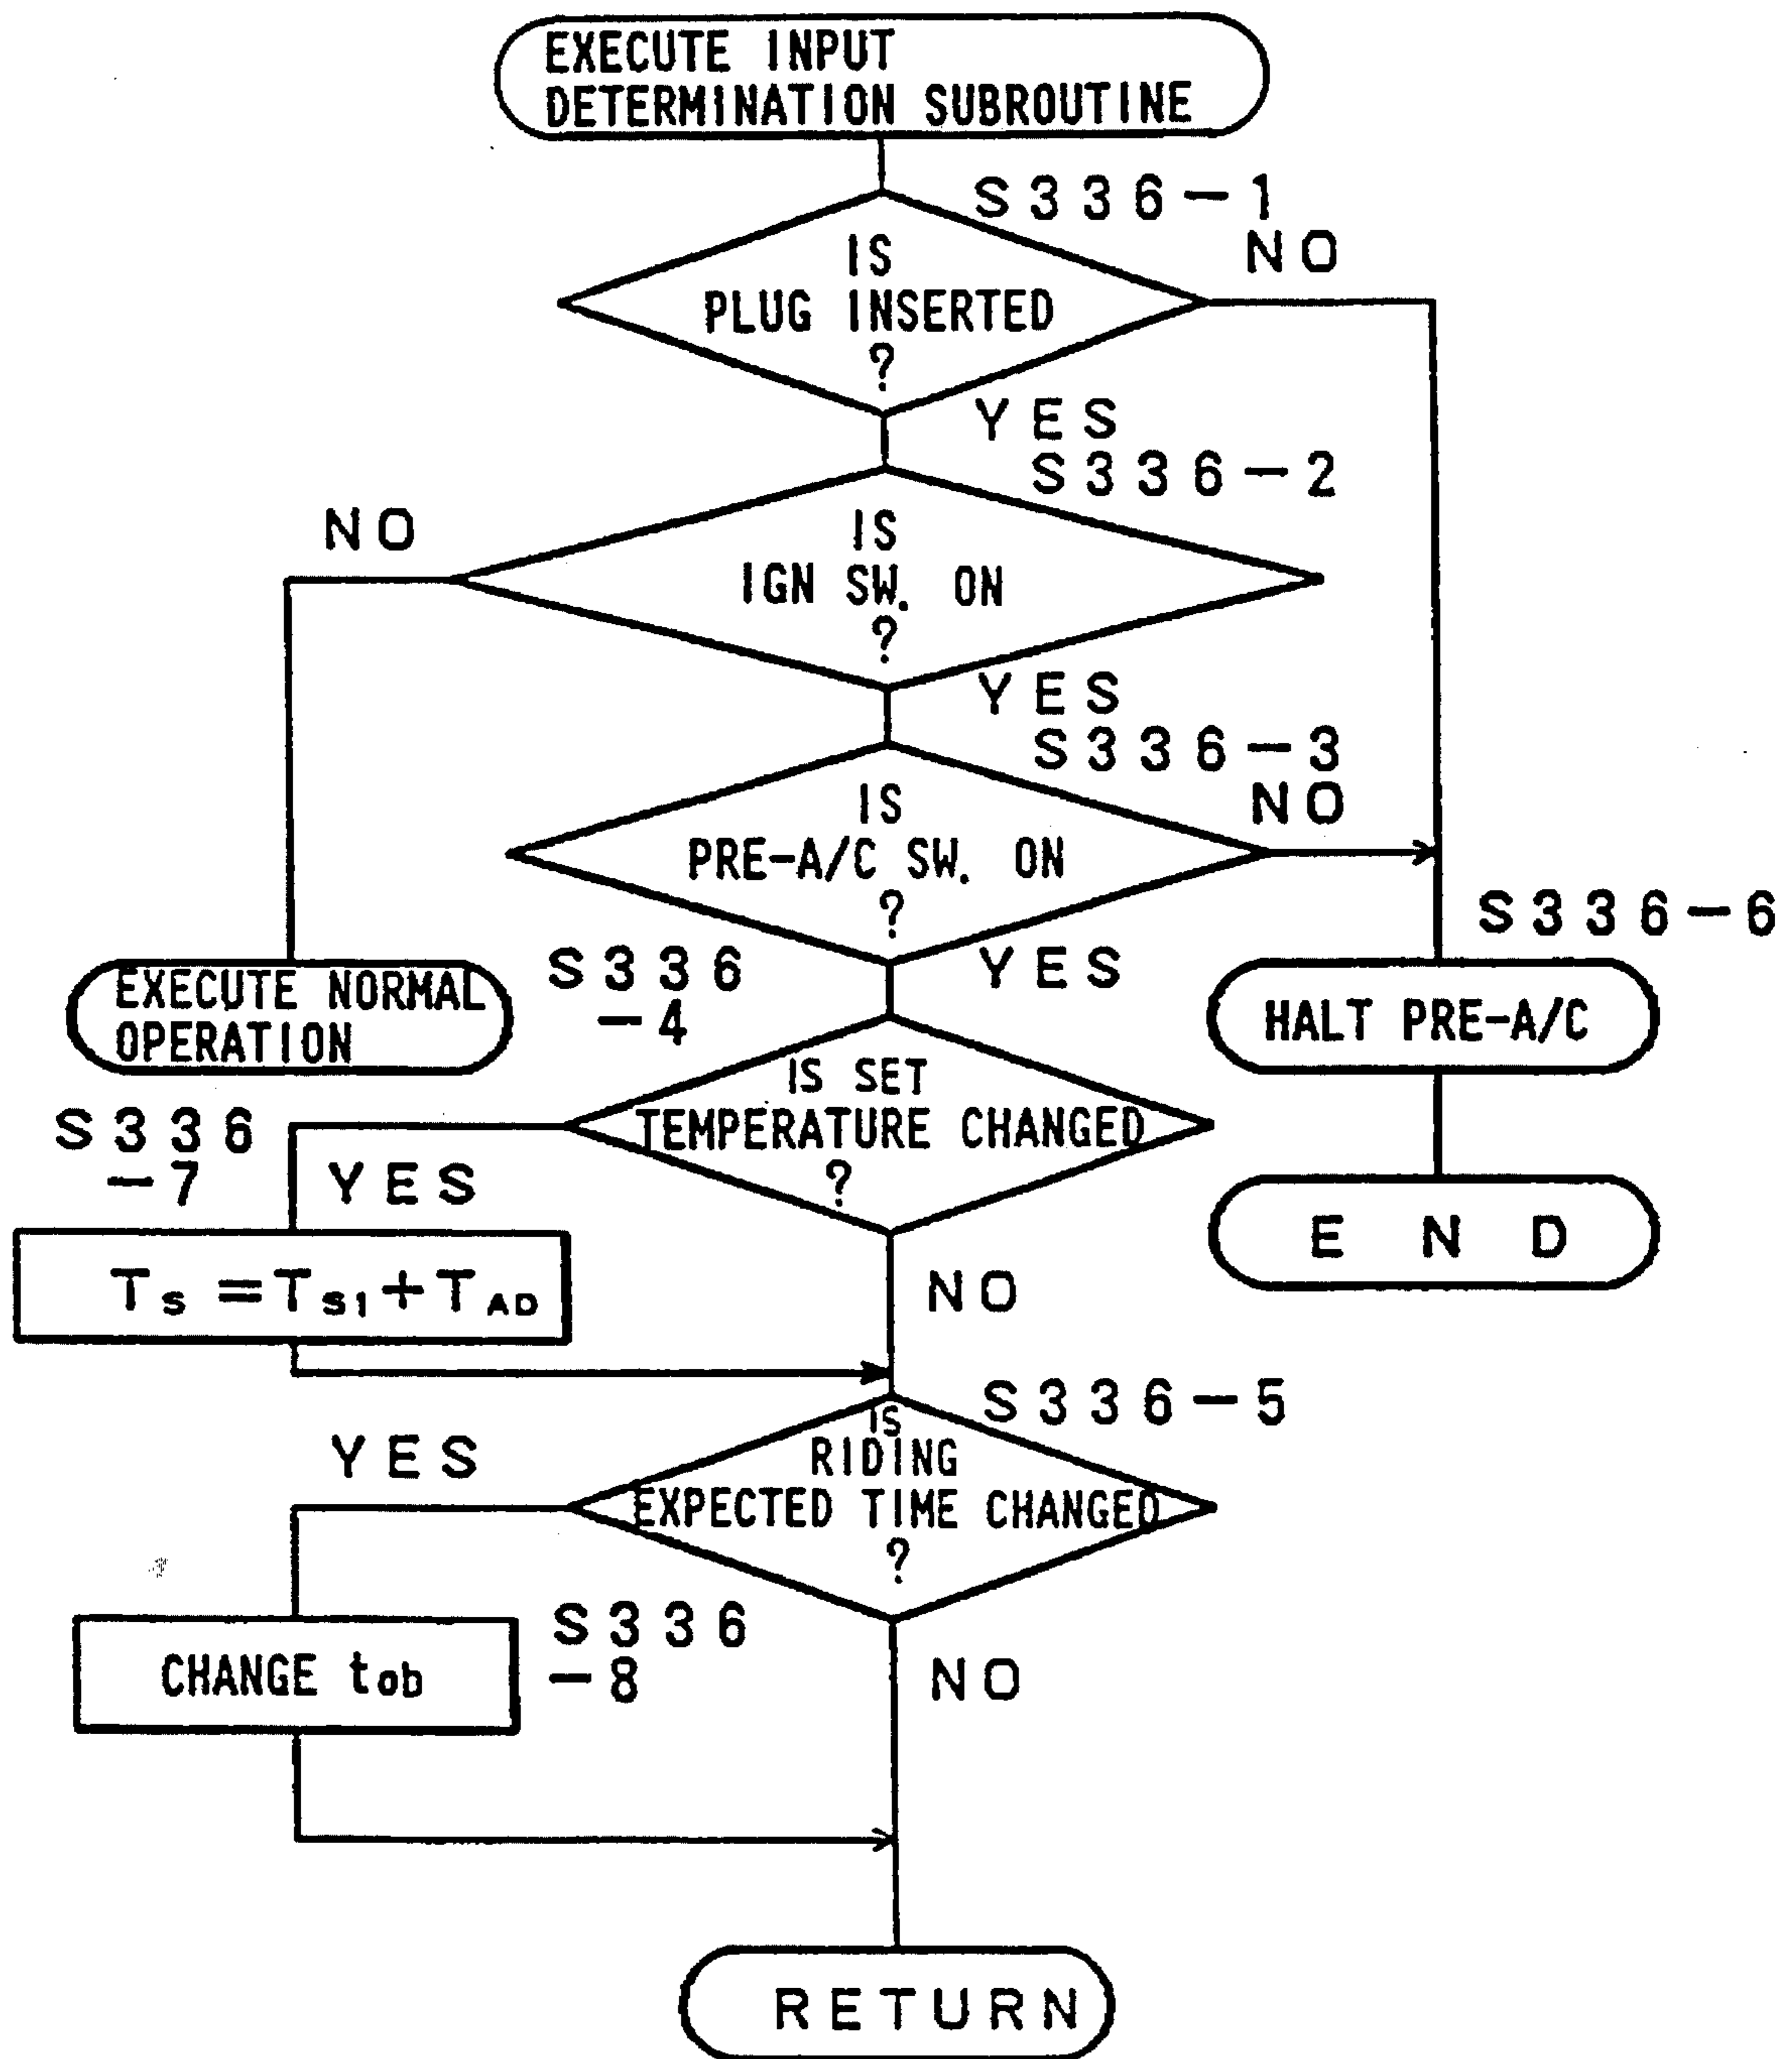 EXECUTE INPUT
DETERMINATION SUBROUTINE
S336-1
NO
IS
PLUG INSERTED
?
YES
S336-2
NO
IS
IGN SW. ON
?
YES
S336-3
NO
IS
PRE-A/C SW. ON
?
YES
S336-6
EXECUTE NORMAL
OPERATION
S336
-4
HALT PRE-A/C
IS SET
TEMPERATURE CHANGED
?
S336
-7
YES
E N D
Ts = Ts1 + TAD
NO
S336-5
IS
RIDING
EXPECTED TIME CHANGED
?
YES
CHANGE tob
S336
-8
NO
RETURN